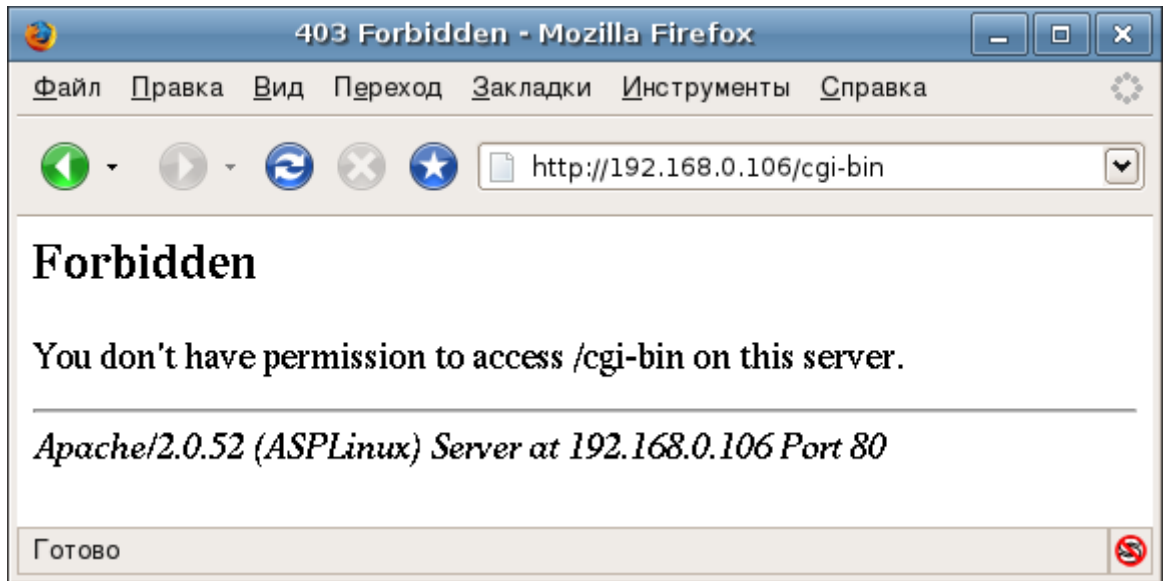 403 Forbidden - Mozilla Firefox
Файл Правка Вид Переход Закладки Инструменты Справка
http://192.168.0.106/cgi-bin
Forbidden
You don't have permission to access /cgi-bin on this server.
Apache/2.0.52 (ASPLinux) Server at 192.168.0.106 Port 80
Готово